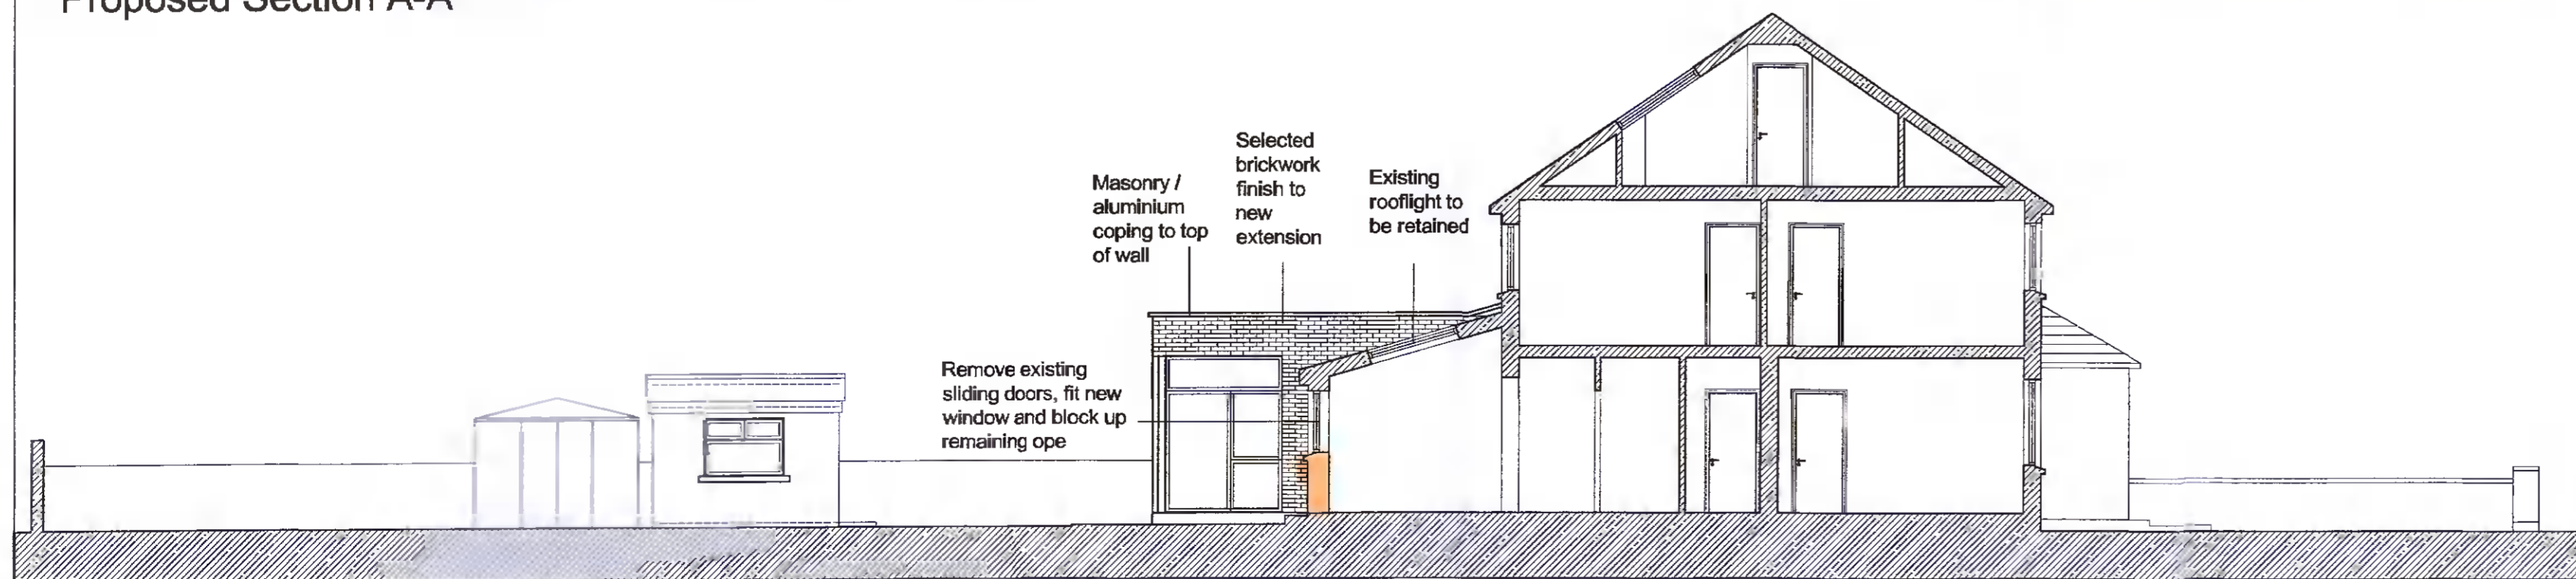 Proposed Section A-A
Selected
brickwork
finish to
new
extension
Masonry /
aluminium
coping to top
of wall
Existing
rooflight to
be retained
Remove existing
sliding doors, fit new
window and block up
remaining ope